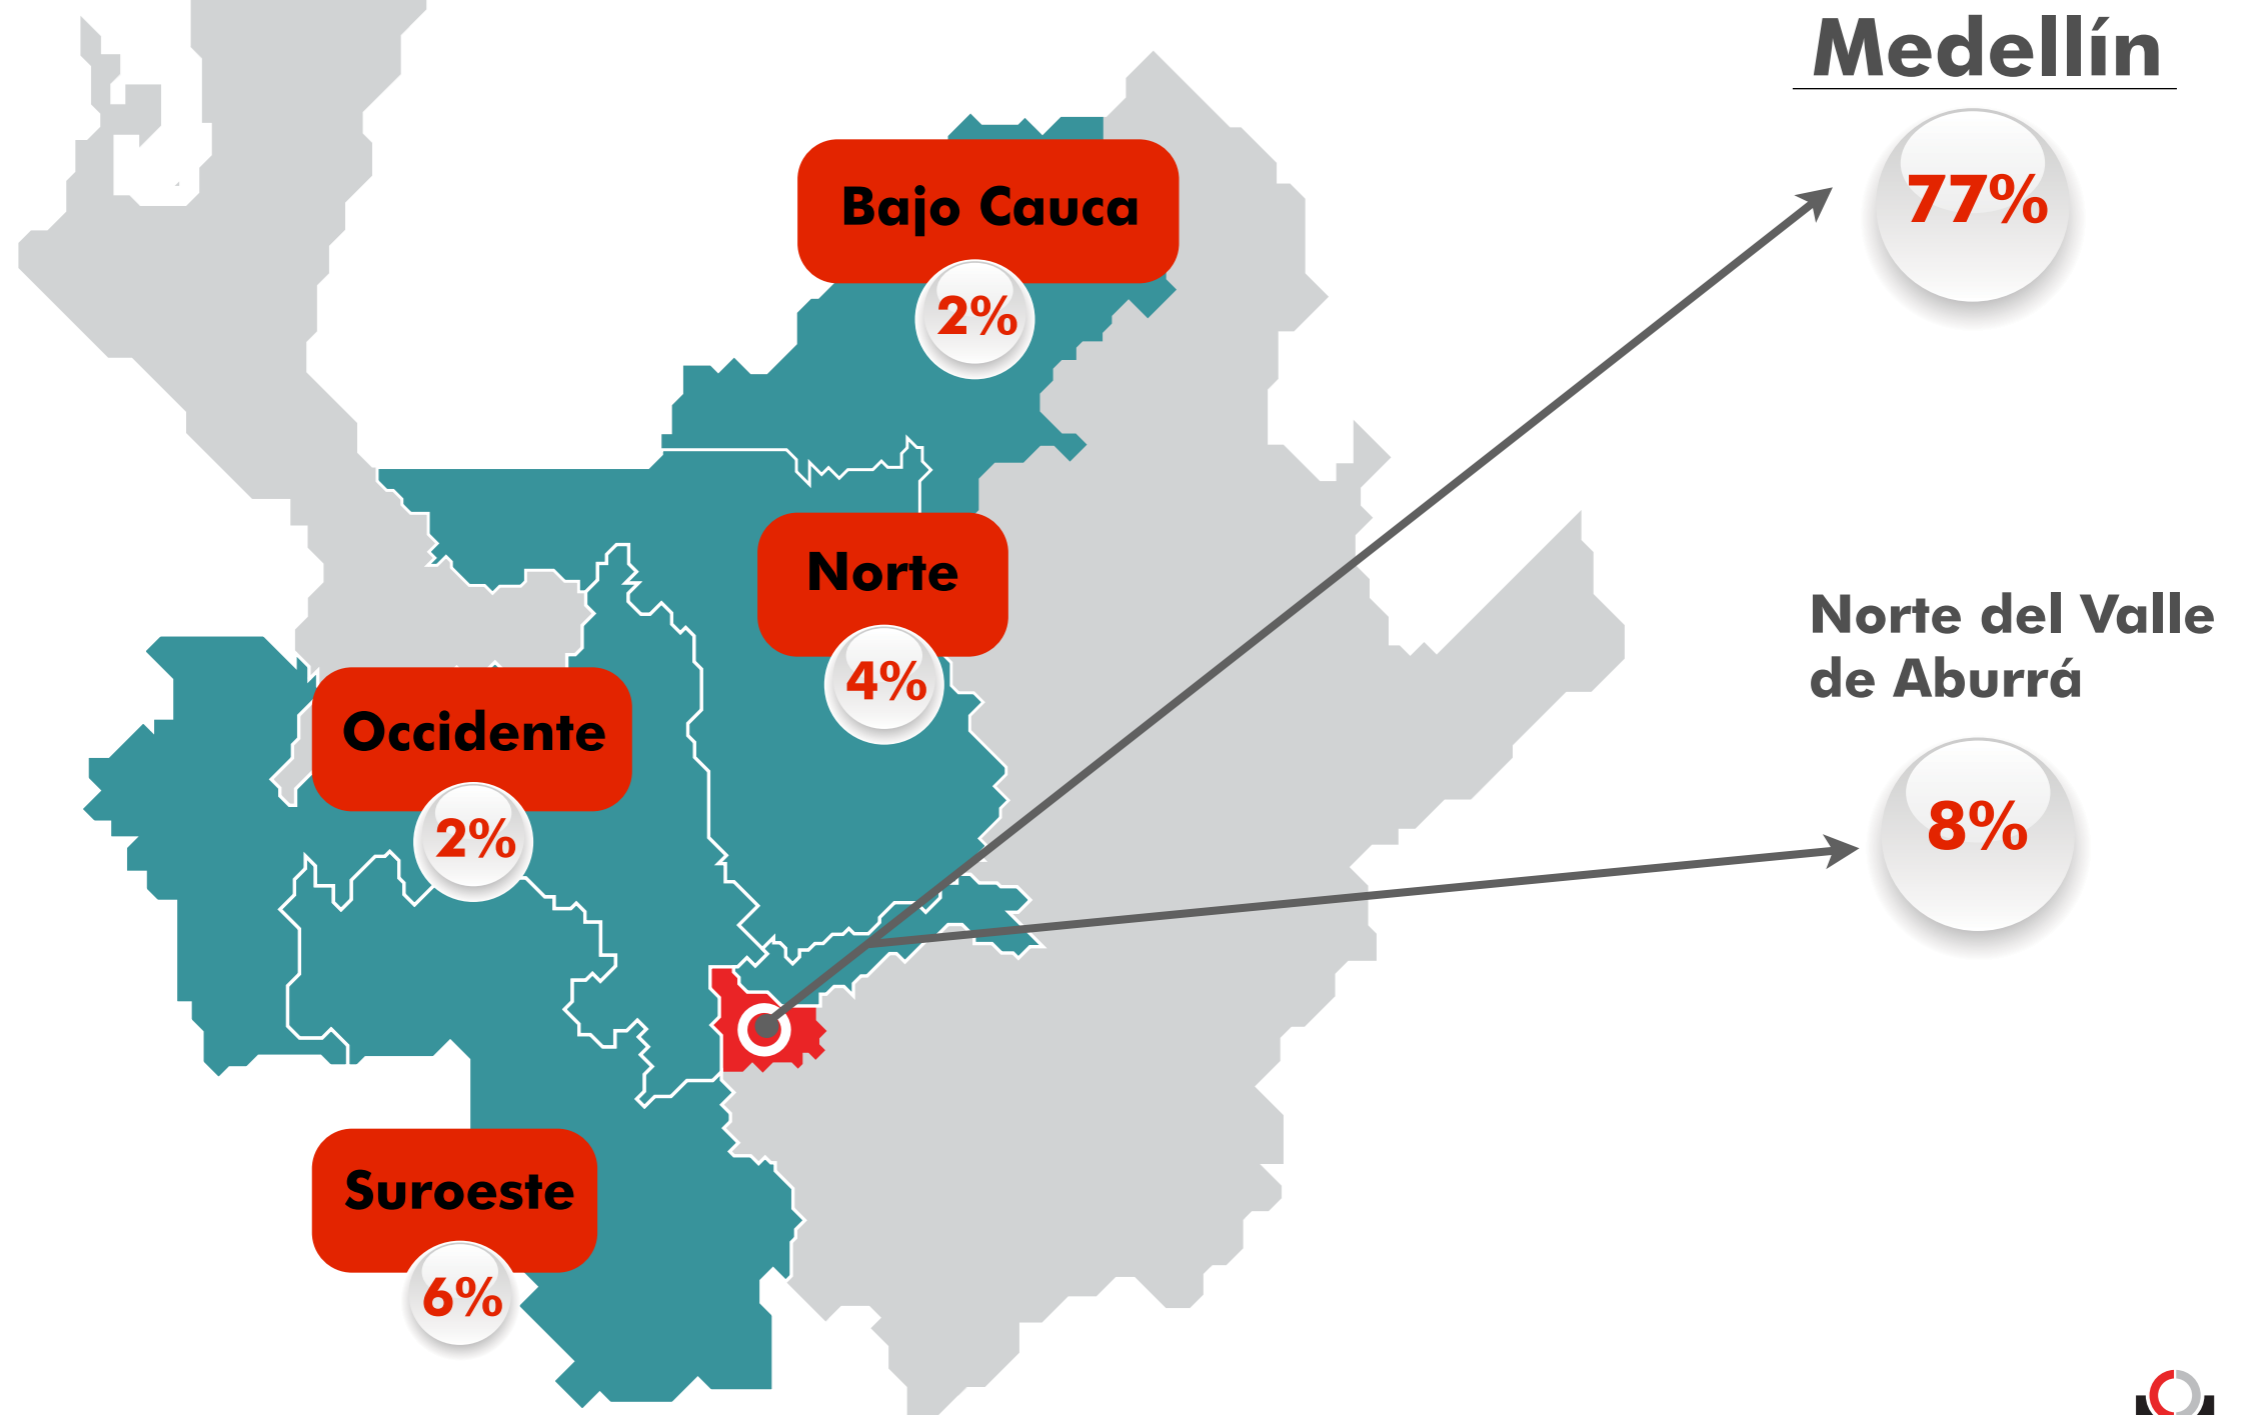 Medellín
77%
Bajo Cauca
2%
Norte
4%
Norte del Valle
de Aburrá
8%
Occidente
2%
Suroeste
6%